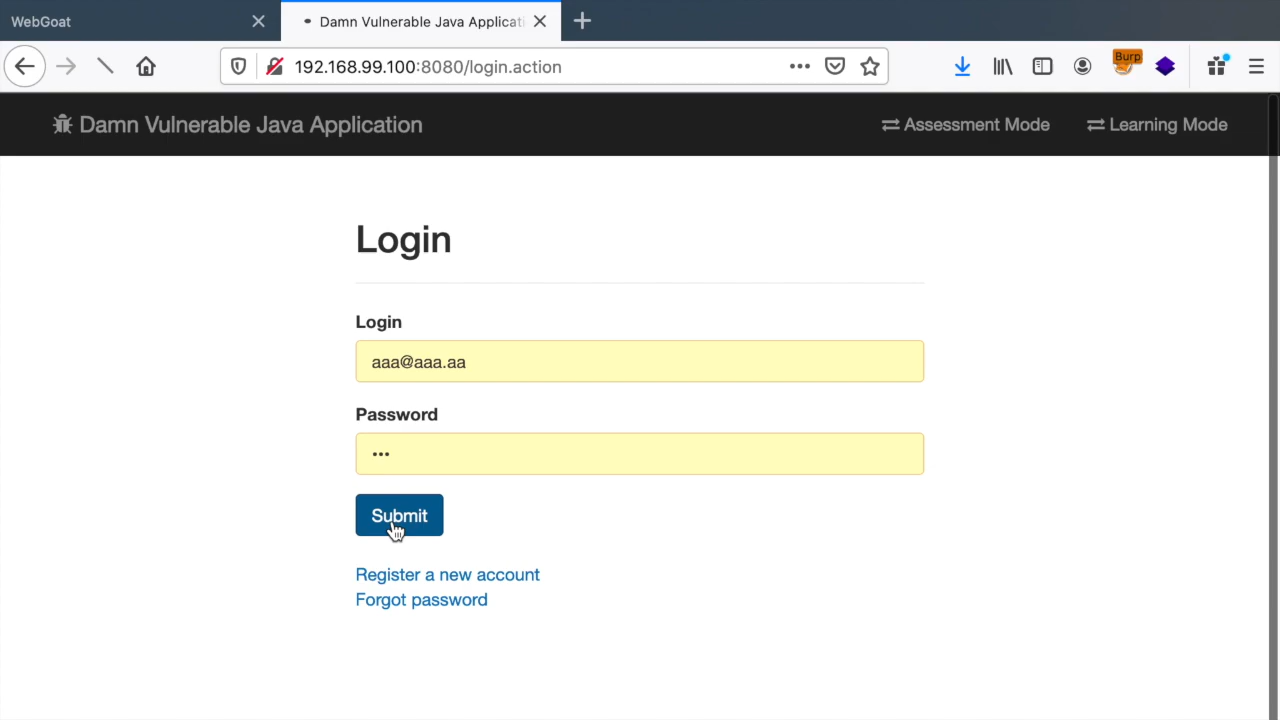 WebGoat
Damn Vulnerable Java Applicati
192.168.99.100:8080/login.action
Burp
Damn Vulnerable Java Application
Assessment Mode
Learning Mode
Login
Login
aaa@aaa.aa
Password
Submit
Register a new account
Forgot password